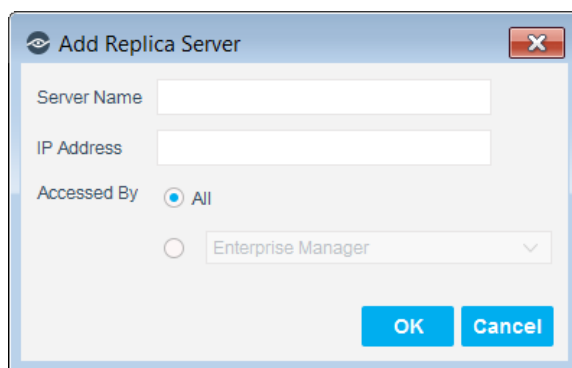 Add Replica Server
Server Name
IP Address
Accessed By
All
Enterprise Manager
OK Cancel